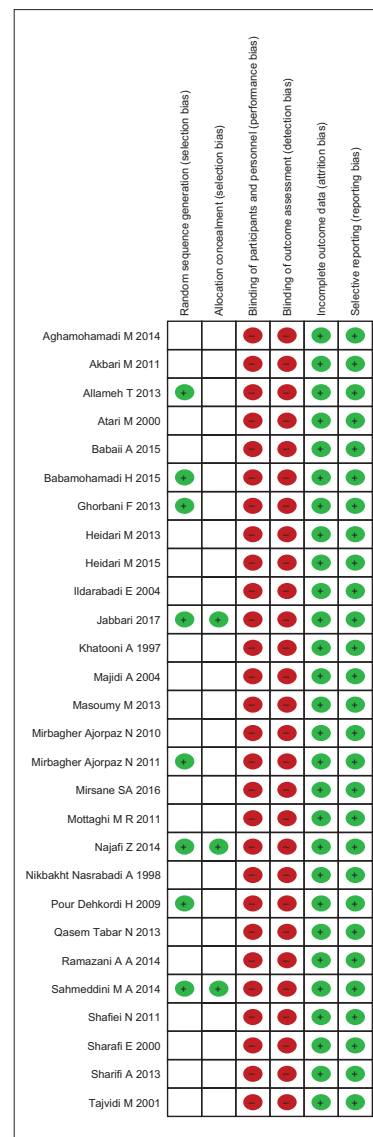 Random sequence generation (selection bias)
Allocation concealment (selection bias)
Blinding of participants and personnel (performance bias)
Blinding of outcome assessment (detection bias)
Incomplete outcome data (attrition bias)
Selective reporting (reporting bias)
Aghamohamadi M 2014 - - + +
Akbari M 2011 - - + +
Allameh T 2013 + - - + +
Atari M 2000 - - + +
Babaii A 2015 - - + +
Babamohamadi H 2015 + - - + +
Ghorbani F 2013 + - - + +
Heidari M 2013 - - + +
Heidari M 2015 - - + +
Ildarabadi E 2004 - - + +
Jabbari 2017 + + - - + +
Khatooni A 1997 - - + +
Majidi A 2004 - - + +
Masoumy M 2013 - - + +
Mirbagher Ajorpaz N 2010 - - + +
Mirbagher Ajorpaz N 2011 + - - + +
Mirsane SA 2016 - - + +
Mottaghi M R 2011 - - + +
Najafi Z 2014 + + - - + +
Nikbakht Nasrabadi A 1998 - - + +
Pour Dehkordi H 2009 + - - + +
Qasem Tabar N 2013 - - + +
Ramazani A A 2014 - - + +
Sahmeddini M A 2014 + + - - + +
Shafiei N 2011 - - + +
Sharafi E 2000 - - + +
Sharifi A 2013 - - + +
Tajvidi M 2001 - - + +